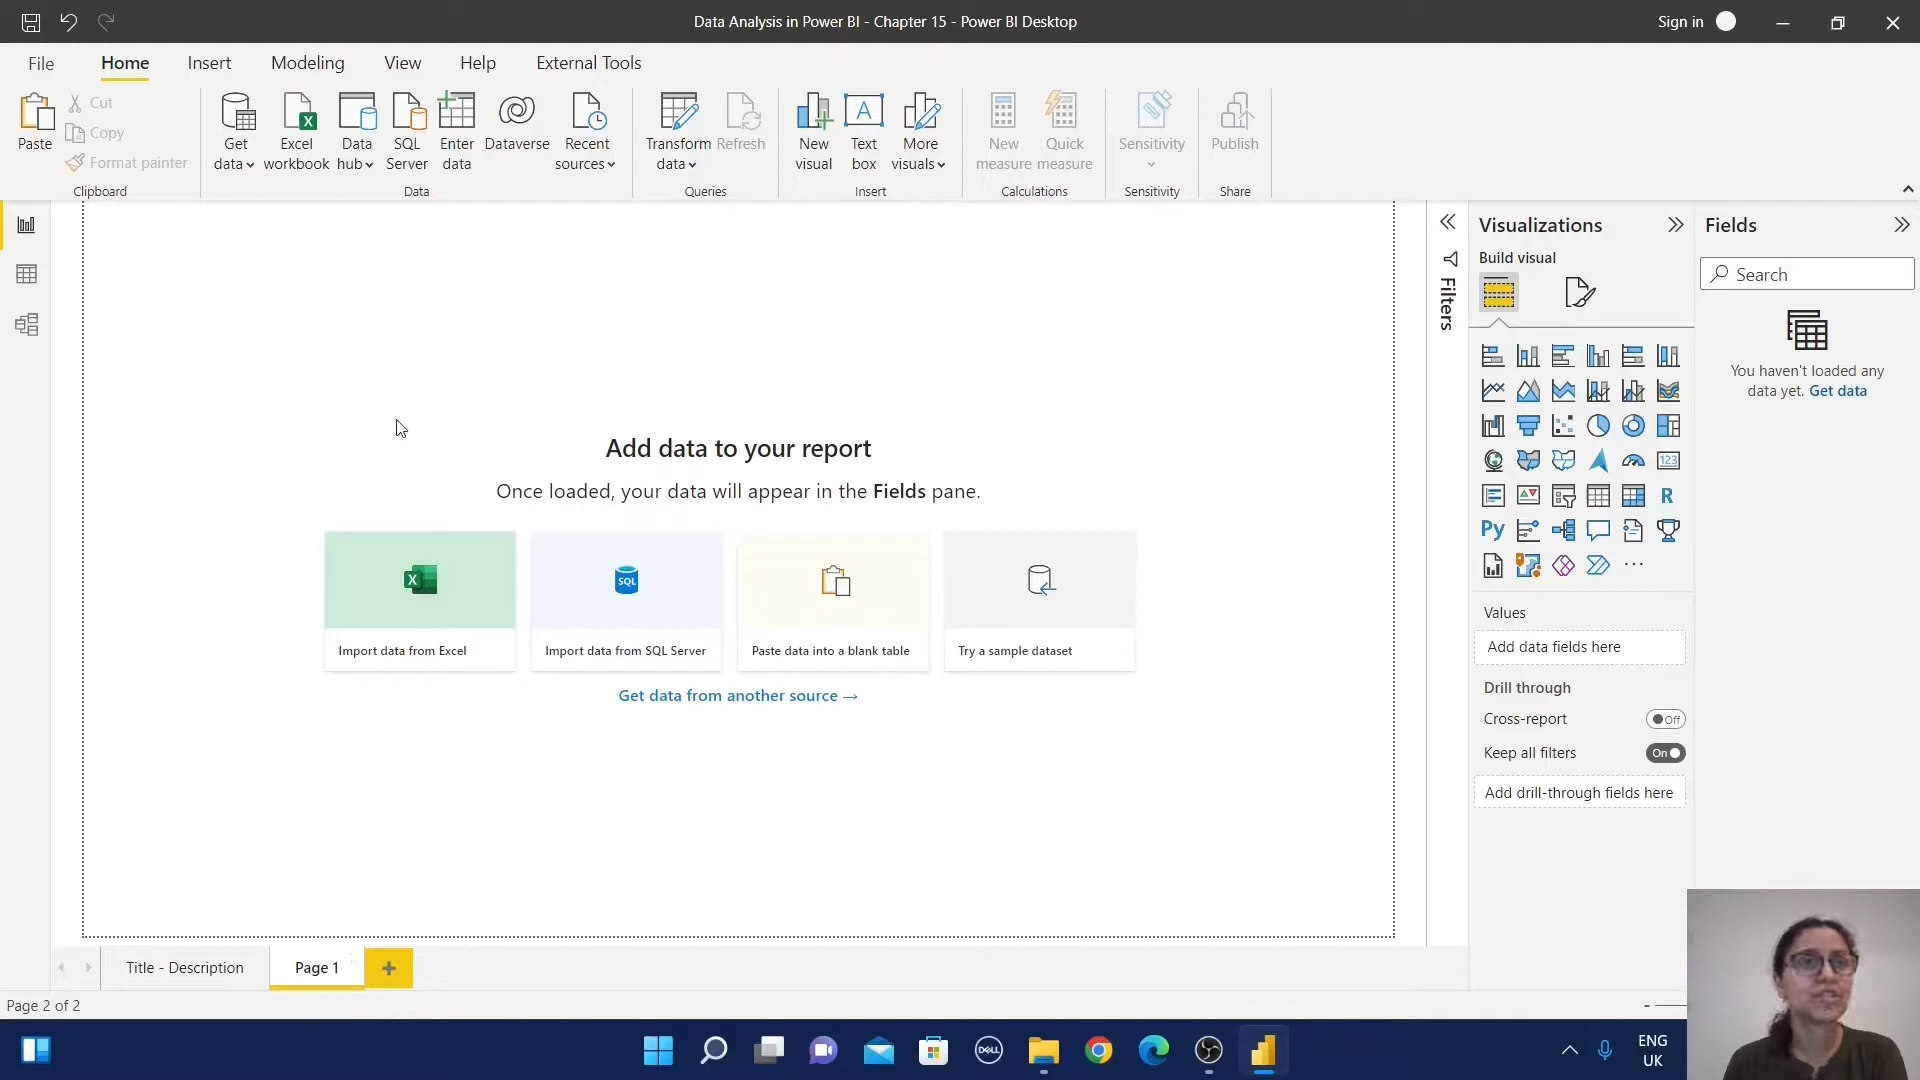 Data Analysis in Power BI - Chapter 15 - Power BI Desktop
Sign in
File
Home
Insert
Modeling
View
Help
External Tools
Paste
Cut
Copy
Format painter
Clipboard
Get
data
Excel
workbook
Data
hub
SQL
Server
Enter
data
Dataverse
Recent
sources
Data
Transform
data
Refresh
Queries
New
visual
Text
box
More
visuals
Insert
New
measure
Quick
measure
Calculations
Sensitivity
Sensitivity
Publish
Share
Filters
Visualizations
Build visual
123
R
Py
Values
Add data fields here
Drill through
Cross-report
Off
Keep all filters
On
Add drill-through fields here
Fields
Search
You haven't loaded any
data yet. Get data
Add data to your report
Once loaded, your data will appear in the Fields pane.
X
SQL
Import data from Excel
Import data from SQL Server
Paste data into a blank table
Try a sample dataset
Get data from another source →
Title - Description
Page 1
Page 2 of 2
DELL
ENG
UK